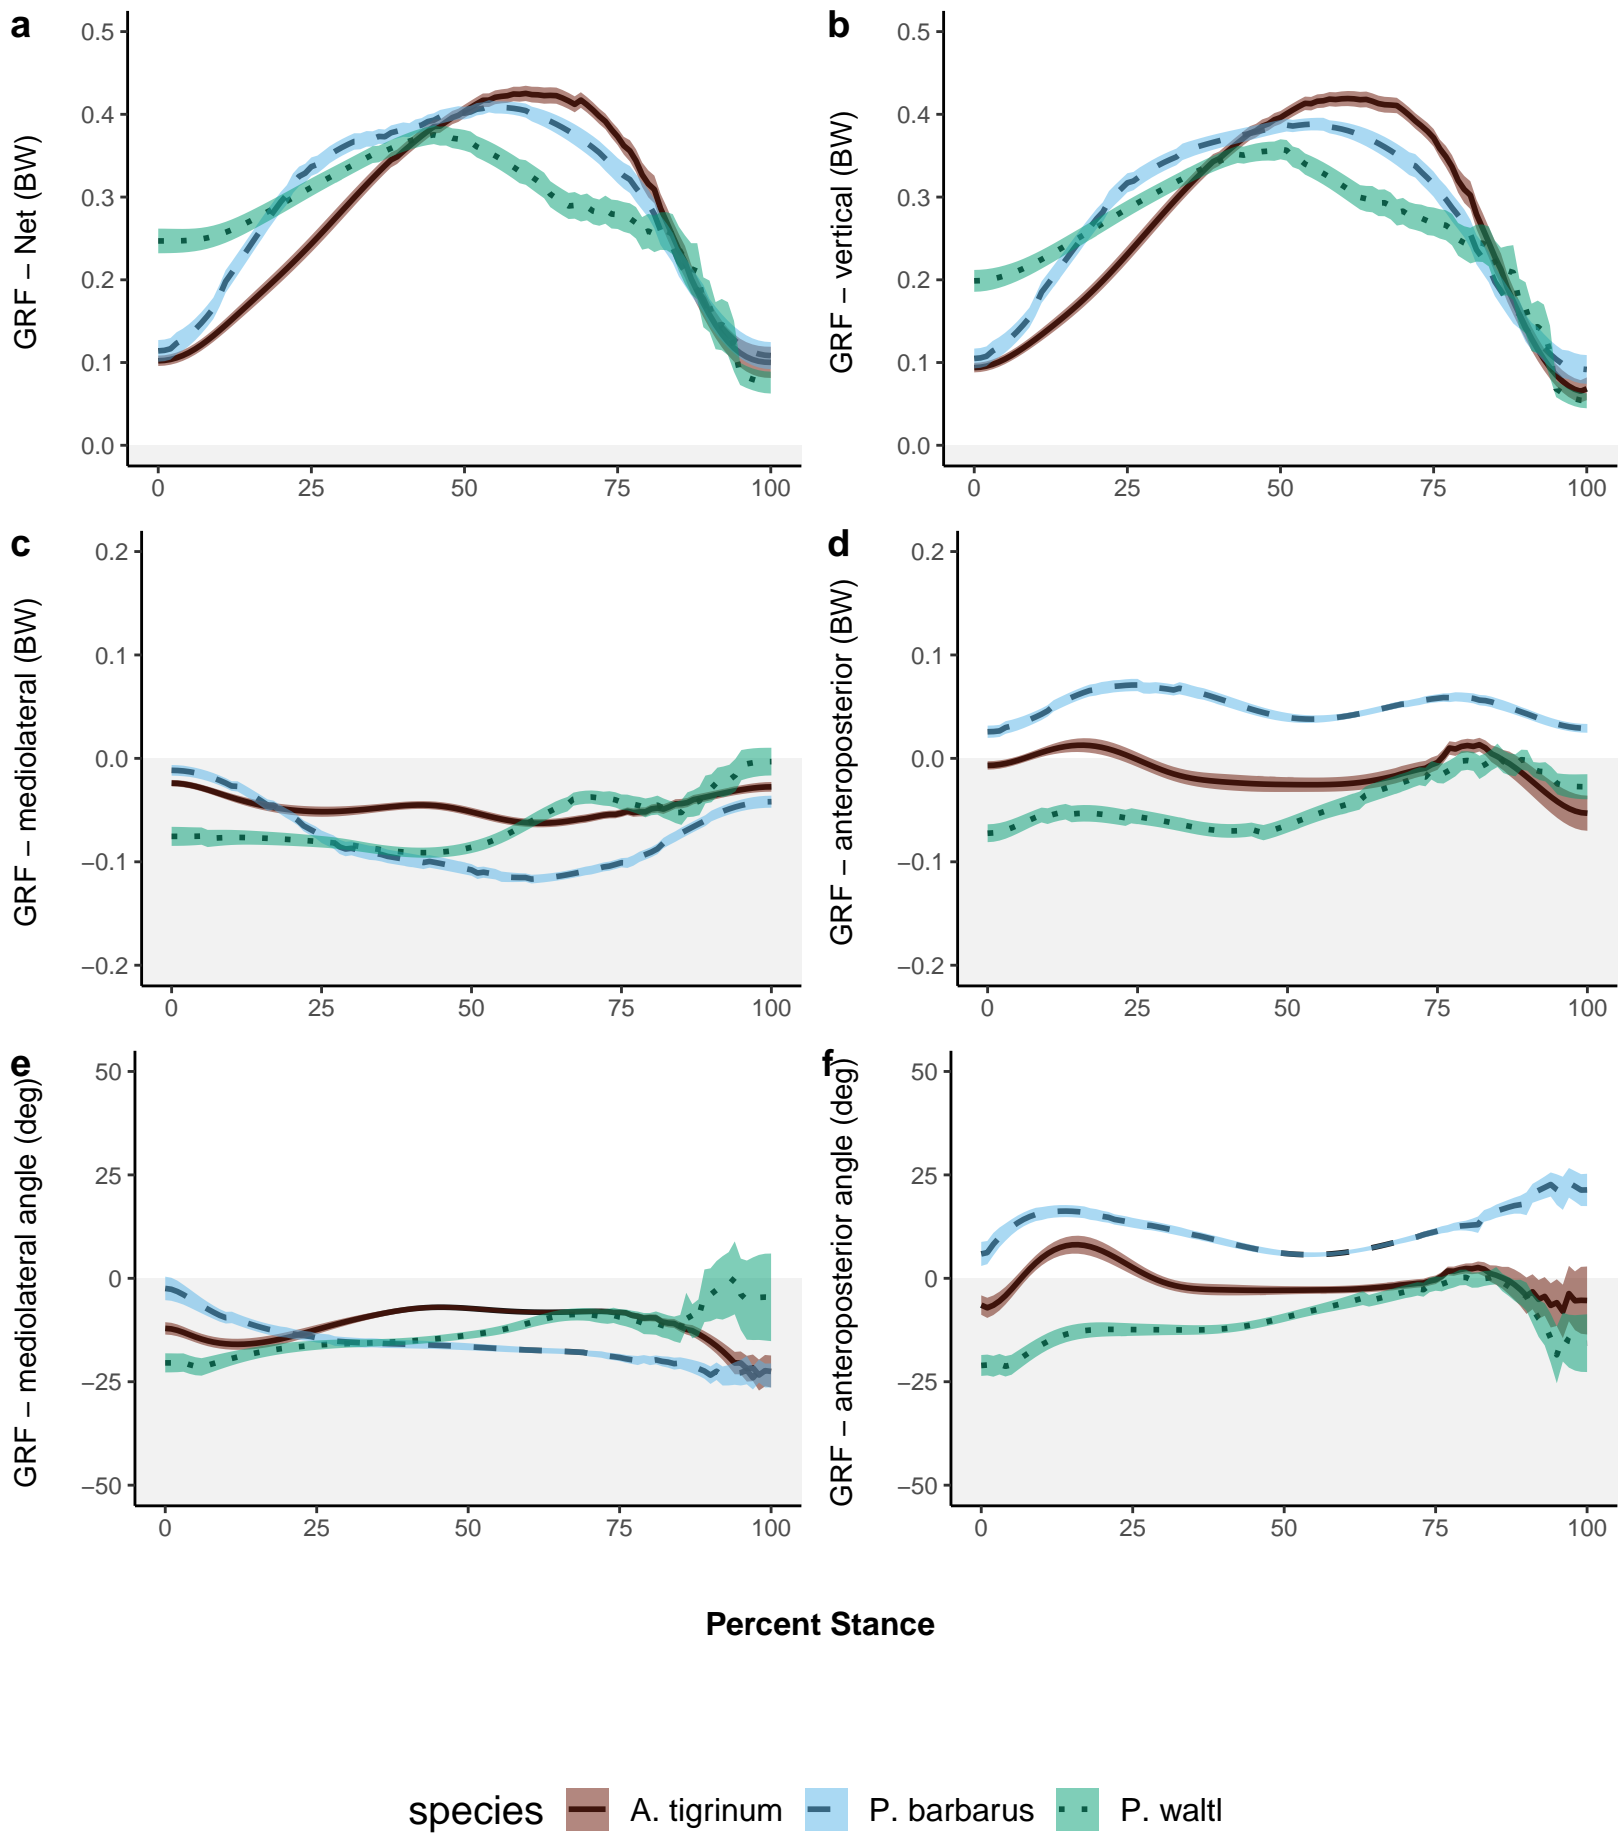 a
GRF – Net (BW)
0.5
0.4
0.3
0.2
0.1
0.0
0 25 50 75 100
b
GRF – vertical (BW)
0.5
0.4
0.3
0.2
0.1
0.0
0 25 50 75 100
c
GRF – mediolateral (BW)
0.2
0.1
0.0
−0.1
−0.2
0 25 50 75 100
d
GRF – anteroposterior (BW)
0.2
0.1
0.0
−0.1
−0.2
0 25 50 75 100
e
GRF – mediolateral angle (deg)
50
25
0
−25
−50
0 25 50 75 100
f
GRF – anteroposterior angle (deg)
50
25
0
−25
−50
0 25 50 75 100
Percent Stance
species A. tigrinum P. barbarus P. waltl